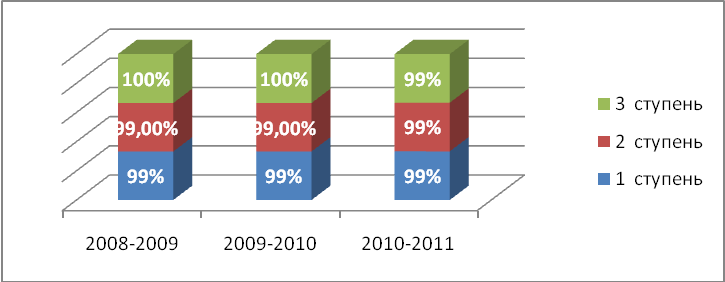 100% 100% 99%
3 ступень
99,00% 99,00% 99%
2 ступень
99% 99% 99%
1 ступень
2008-2009 2009-2010 2010-2011